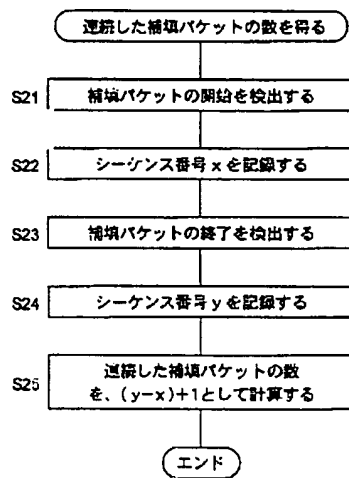 連続した補填パケットの数を得る
S21 補填パケットの開始を検出する
S22 シーケンス番号xを記録する
S23 補填パケットの終了を検出する
S24 シーケンス番号yを記録する
連続した補填パケットの数
S25 を、(y-x)+1として計算する
エンド